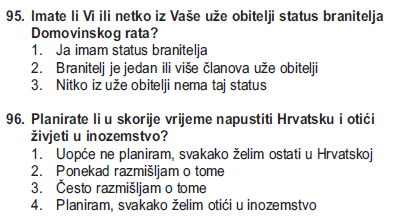 95. Imate li Vi ili netko iz Vaše uže obitelji status branitelja
Domovinskog rata?
1. Ja imam status branitelja
2. Branitelj je jedan ili više članova uže obitelji
3. Nitko iz uže obitelji nema taj status
96. Planirate li u skorije vrijeme napustiti Hrvatsku i otići
živjeti u inozemstvo?
1. Uopće ne planiram, svakako želim ostati u Hrvatskoj
2. Ponekad razmišljam o tome
3. Često razmišljam o tome
4. Planiram, svakako želim otići u inozemstvo